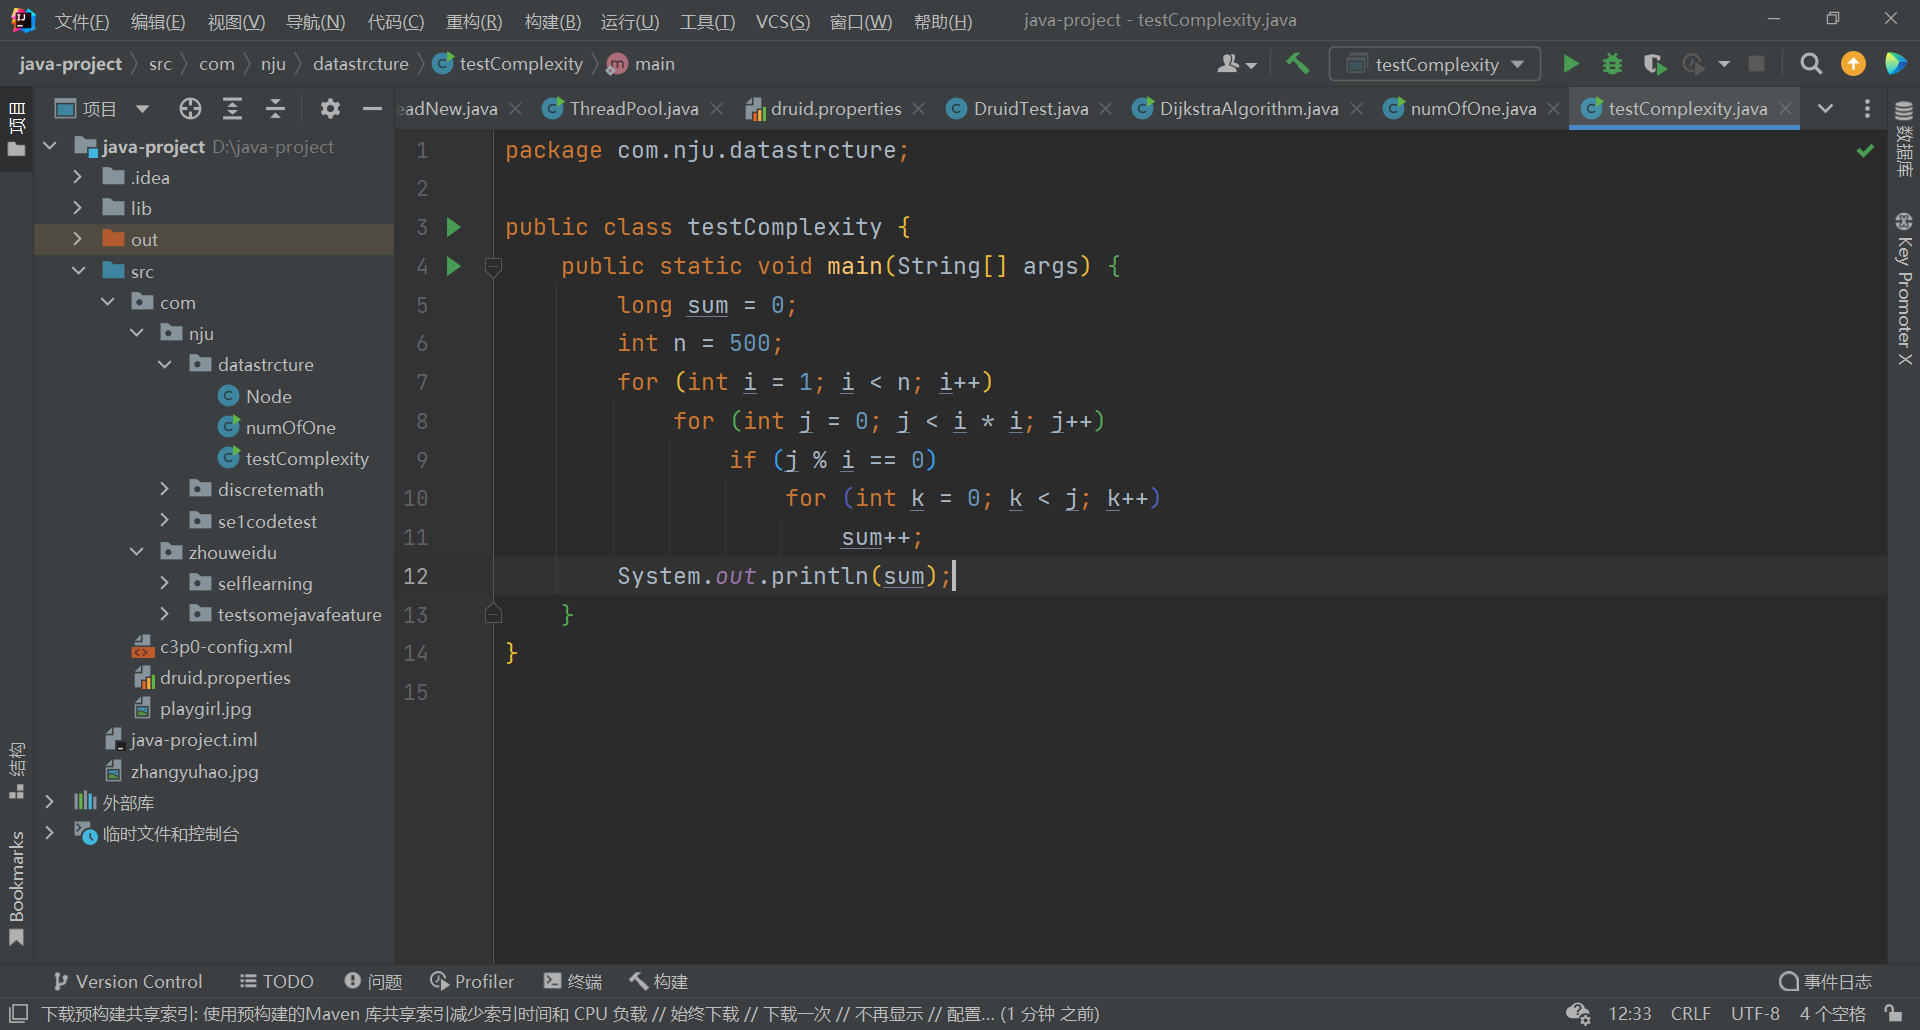 文件(F) 编辑(E) 视图(V) 导航(N) 代码(C) 重构(R) 构建(B) 运行(U) 工具(T) VCS(S) 窗口(W) 帮助(H) java-project - testComplexity.java
java-project src com nju datastrcture testComplexity main testComplexity
项目 eadNew.java ThreadPool.java druid.properties DruidTest.java DijkstraAlgorithm.java numOfOne.java testComplexity.java
项目
结构
Bookmarks
java-project D:\java-project
.idea
lib
out
src
com
nju
datastrcture
Node
numOfOne
testComplexity
discretemath
se1codetest
zhouweidu
selflearning
testsomejavafeature
c3p0-config.xml
druid.properties
playgirl.jpg
java-project.iml
zhangyuhao.jpg
外部库
临时文件和控制台
1 package com.nju.datastrcture;
2
3 public class testComplexity {
4 public static void main(String[] args) {
5 long sum = 0;
6 int n = 500;
7 for (int i = 1; i < n; i++)
8 for (int j = 0; j < i * i; j++)
9 if (j % i == 0)
10 for (int k = 0; k < j; k++)
11 sum++;
12 System.out.println(sum);
13 }
14 }
15
数据库
Key Promoter X
Version Control TODO 问题 Profiler 终端 构建 事件日志
下载预构建共享索引: 使用预构建的Maven 库共享索引减少索引时间和 CPU 负载 // 始终下载 // 下载一次 // 不再显示 // 配置... (1 分钟 之前) 12:33 CRLF UTF-8 4 个空格